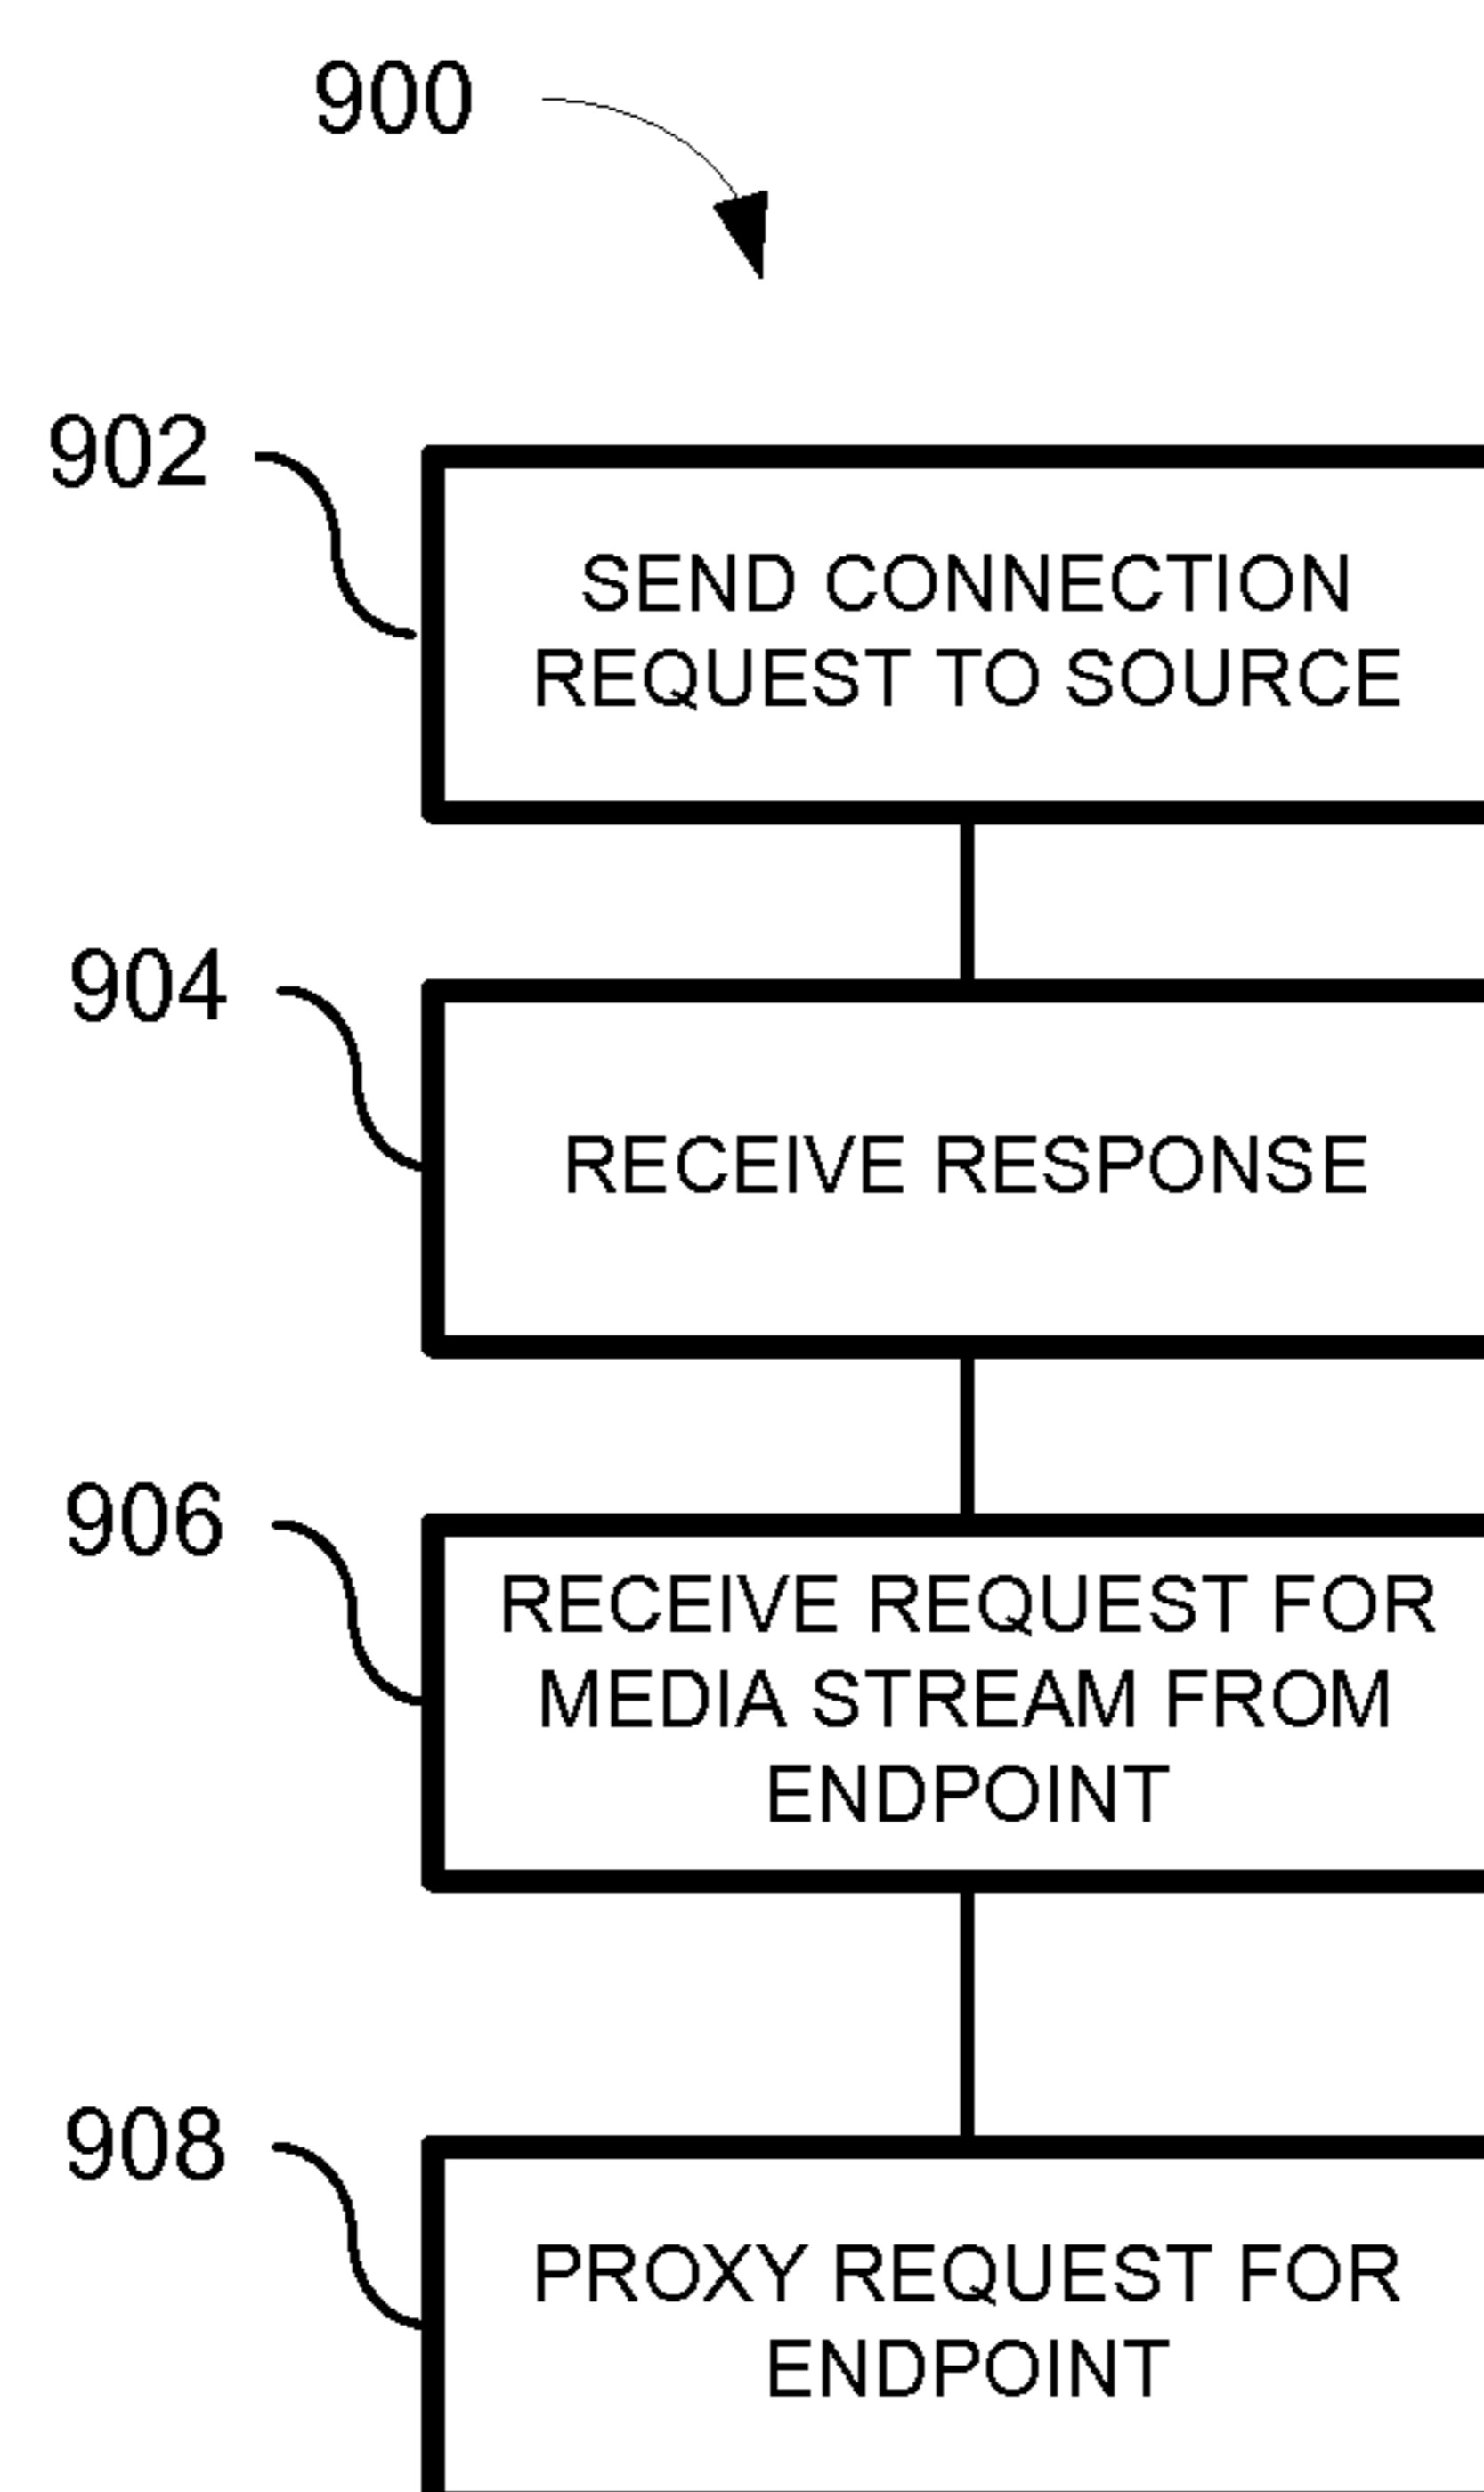 900
902
SEND CONNECTION
REQUEST TO SOURCE
904
RECEIVE RESPONSE
906
RECEIVE REQUEST FOR
MEDIA STREAM FROM
ENDPOINT
908
PROXY REQUEST FOR
ENDPOINT